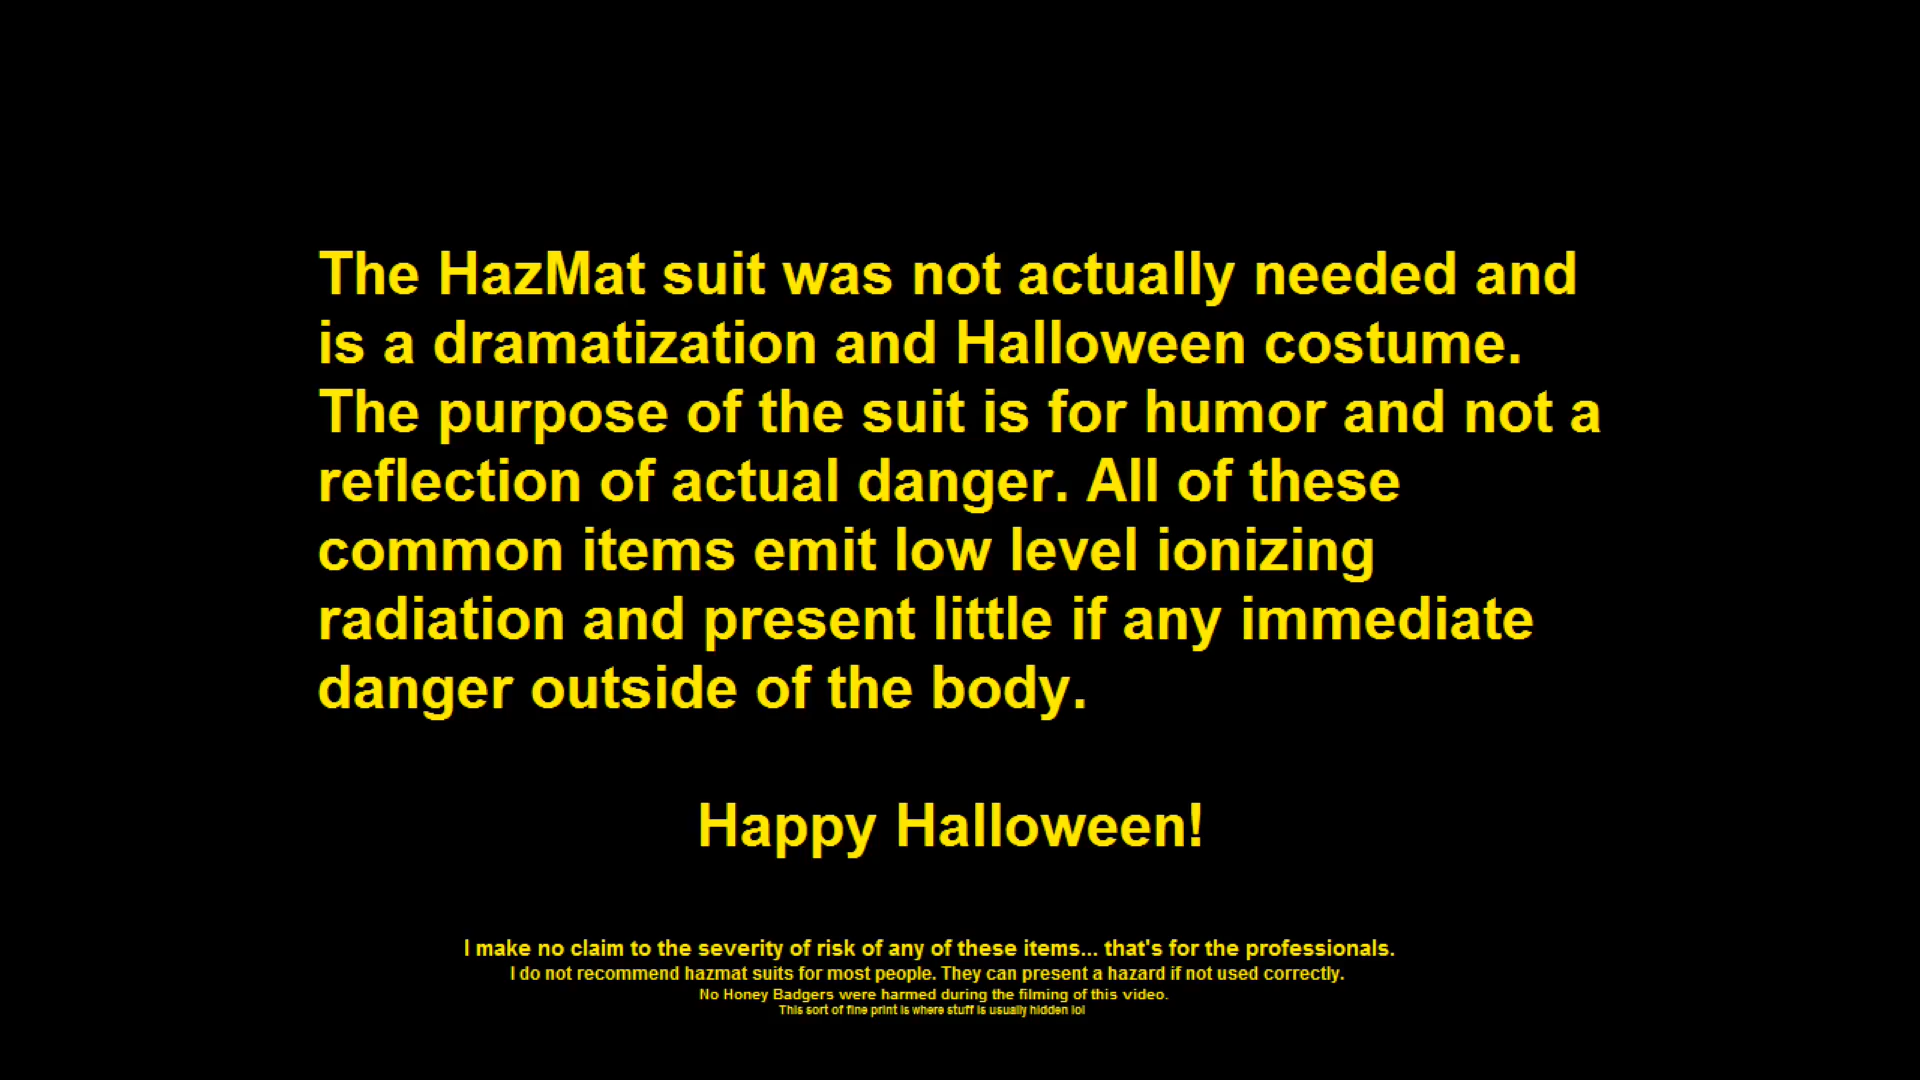 The HazMat suit was not actually needed and
is a dramatization and Halloween costume.
The purpose of the suit is for humor and not a
reflection of actual danger. All of these
common items emit low level ionizing
radiation and present little if any immediate
danger outside of the body.
Happy Halloween!
I make no claim to the severity of risk of any of these items... that's for the professionals.
I do not recommend hazmat suits for most people. They can present a hazard if not used correctly.
No Honey Badgers were harmed during the filming of this video.
This sort of fine print is where stuff is usually hidden lol